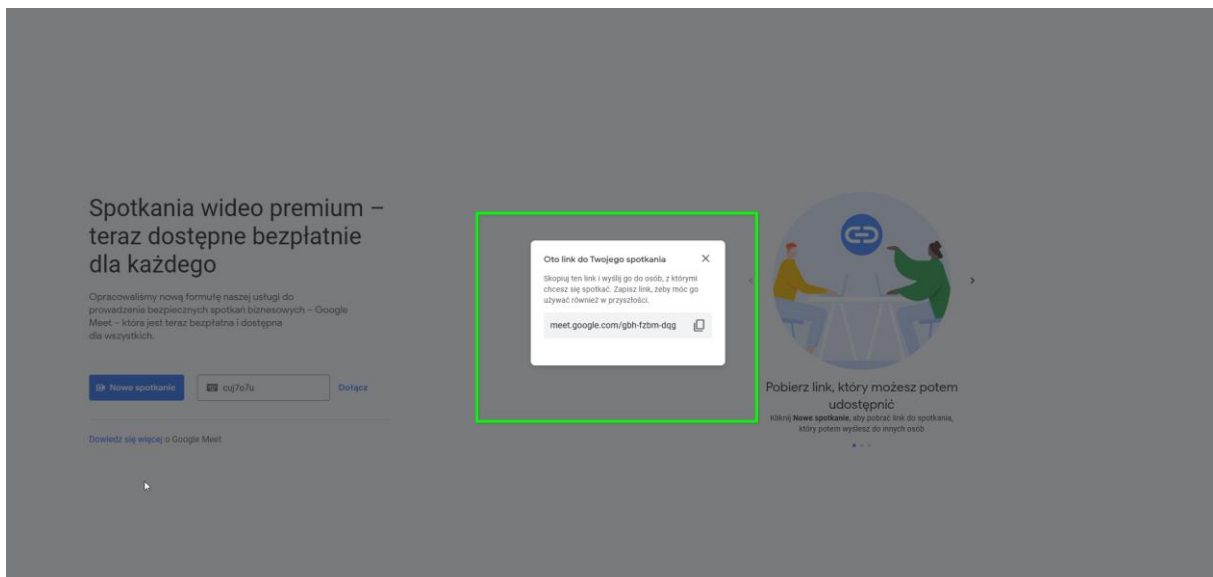 Spotkania wideo premium –
teraz dostępne bezpłatnie
dla każdego
Opracowaliśmy nową formułę naszej usługi do
prowadzenia bezpiecznych spotkań biznesowych – Google
Meet – która jest teraz bezpłatna i dostępna
dla wszystkich.
Nowe spotkanie
cuj7o7u
Dołącz
Dowiedz się więcej o Google Meet
Oto link do Twojego spotkania
Skopiuj ten link i wyślij go do osób, z którymi
chcesz się spotkać. Zapisz link, żeby móc go
używać również w przyszłości.
meet.google.com/gbh-fzbm-dqg
Pobierz link, który możesz potem
udostępnić
Kliknij Nowe spotkanie, aby pobrać link do spotkania,
który potem wyślesz do innych osób